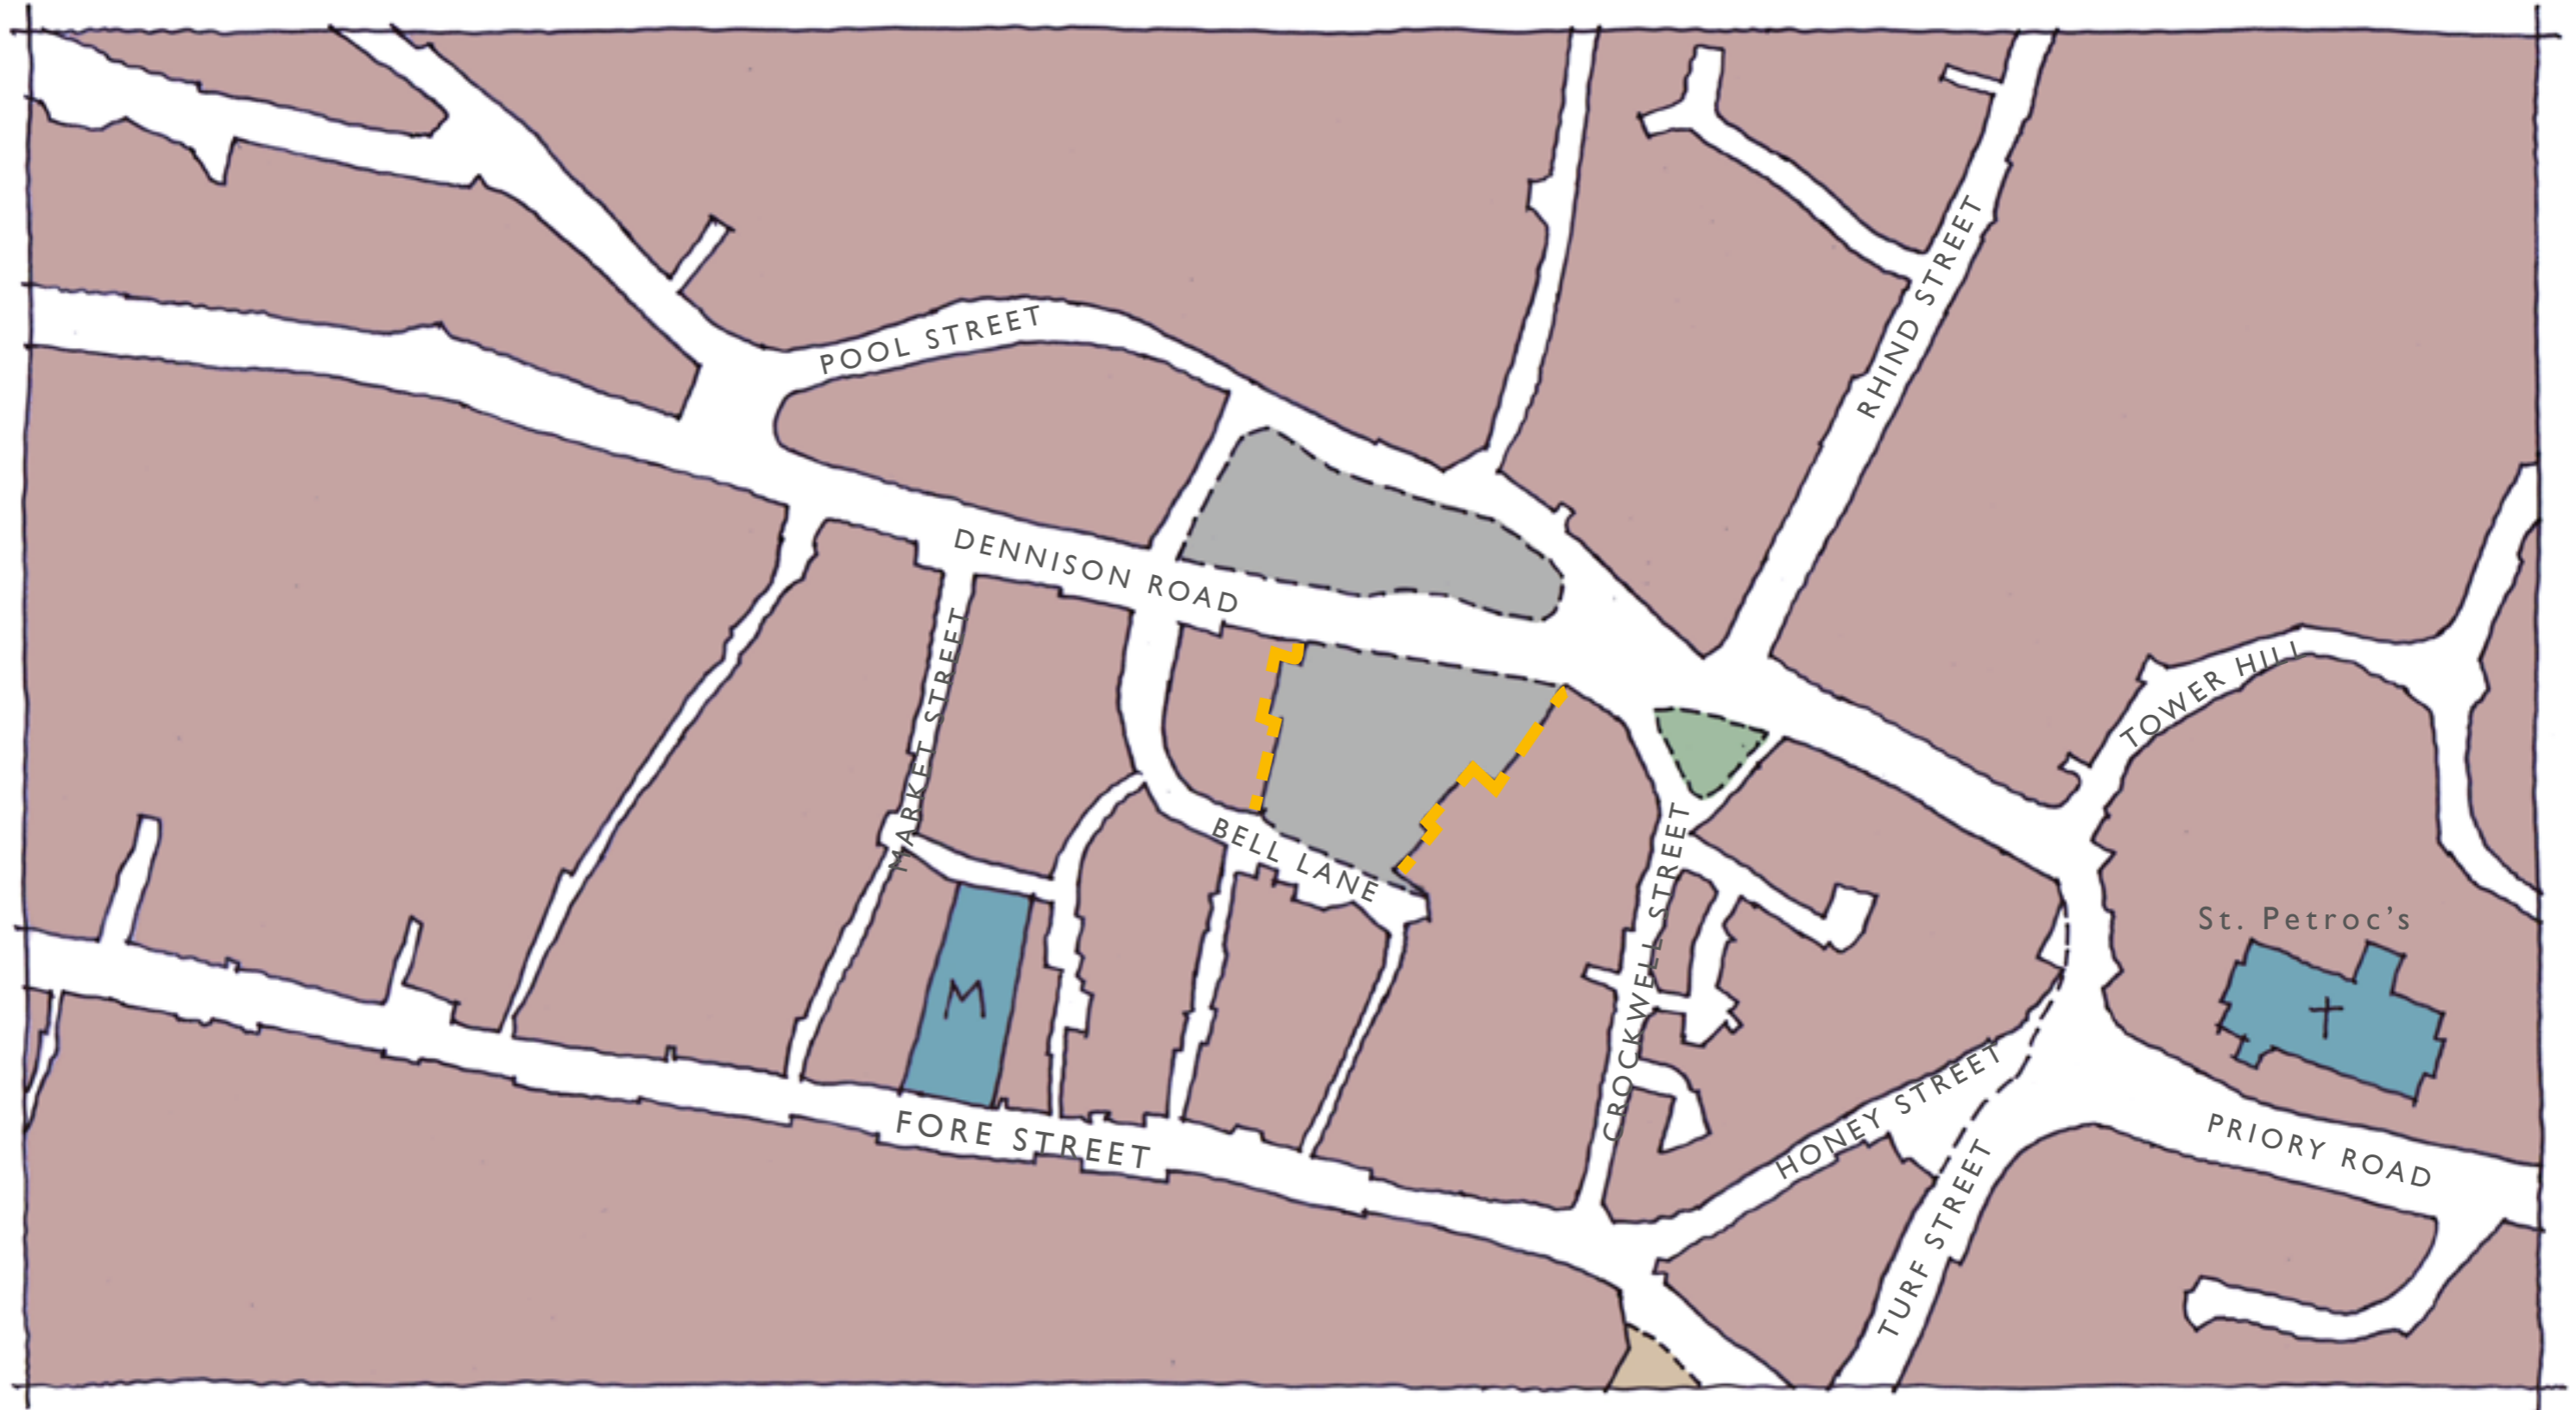 POOL STREET
RHIND STREET
DENNISON ROAD
MARKET STREET
TOWER HILL
BELL LANE
CROCKWELL STREET
St. Petroc's
M
HONEY STREET
FORE STREET
PRIORY ROAD
TURF STREET